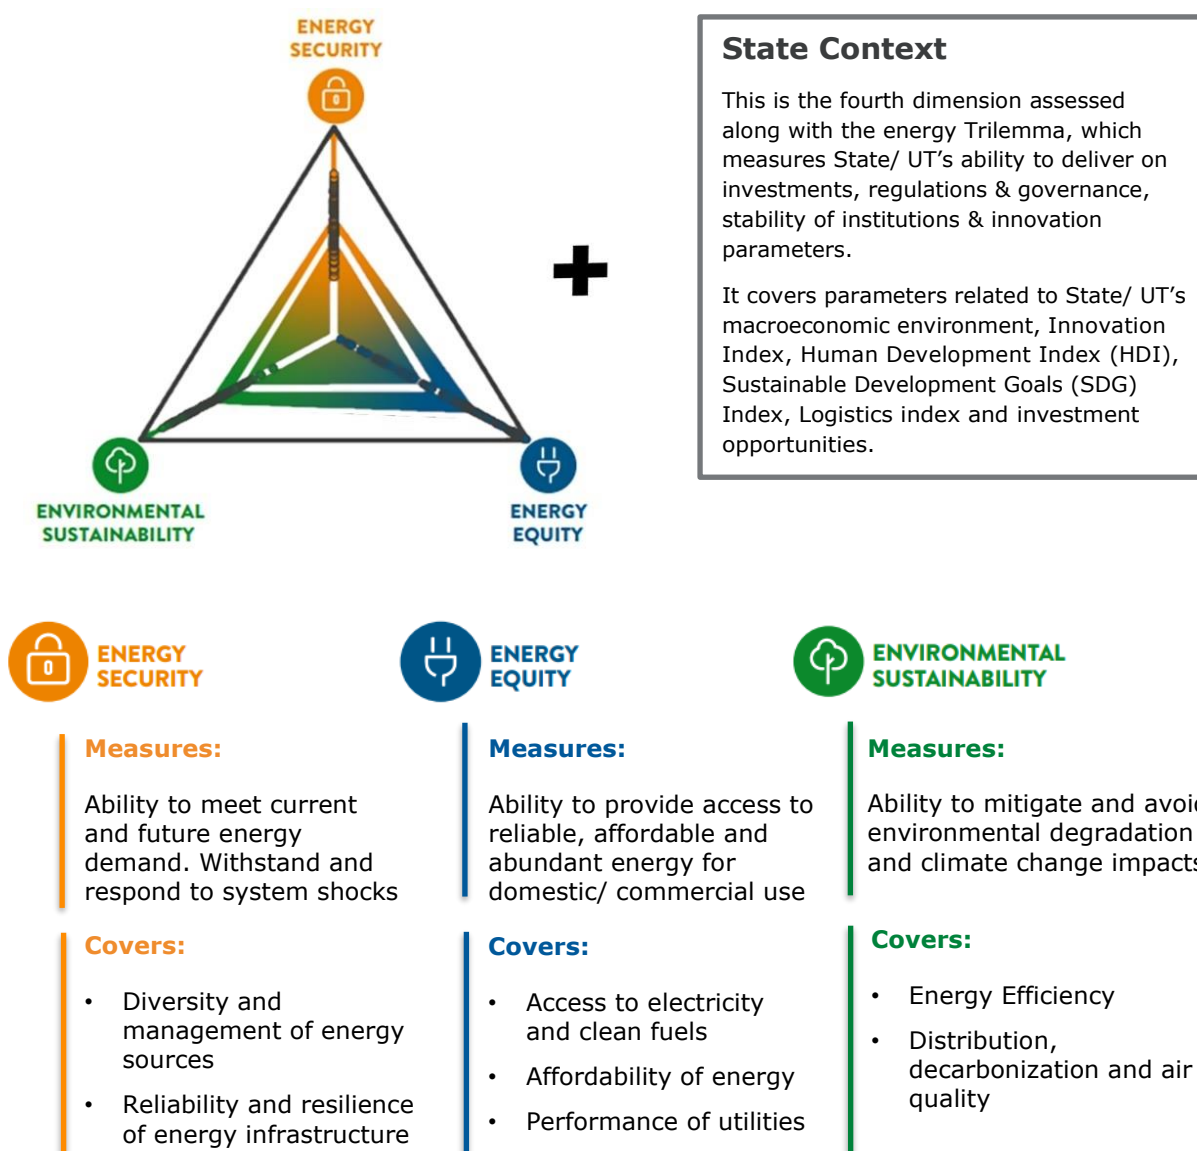 ENERGY
SECURITY
State Context
This is the fourth dimension assessed
along with the energy Trilemma, which
measures State/ UT’s ability to deliver on
investments, regulations & governance,
stability of institutions & innovation
parameters.
It covers parameters related to State/ UT’s
macroeconomic environment, Innovation
Index, Human Development Index (HDI),
Sustainable Development Goals (SDG)
Index, Logistics index and investment
opportunities.
ENVIRONMENTAL
SUSTAINABILITY
ENERGY
EQUITY
ENERGY
SECURITY
Measures:
Ability to meet current
and future energy
demand. Withstand and
respond to system shocks
Covers:
• Diversity and
management of energy
sources
• Reliability and resilience
of energy infrastructure
ENERGY
EQUITY
Measures:
Ability to provide access to
reliable, affordable and
abundant energy for
domestic/ commercial use
Covers:
• Access to electricity
and clean fuels
• Affordability of energy
• Performance of utilities
ENVIRONMENTAL
SUSTAINABILITY
Measures:
Ability to mitigate and avoid
environmental degradation
and climate change impacts
Covers:
• Energy Efficiency
• Distribution,
decarbonization and air
quality